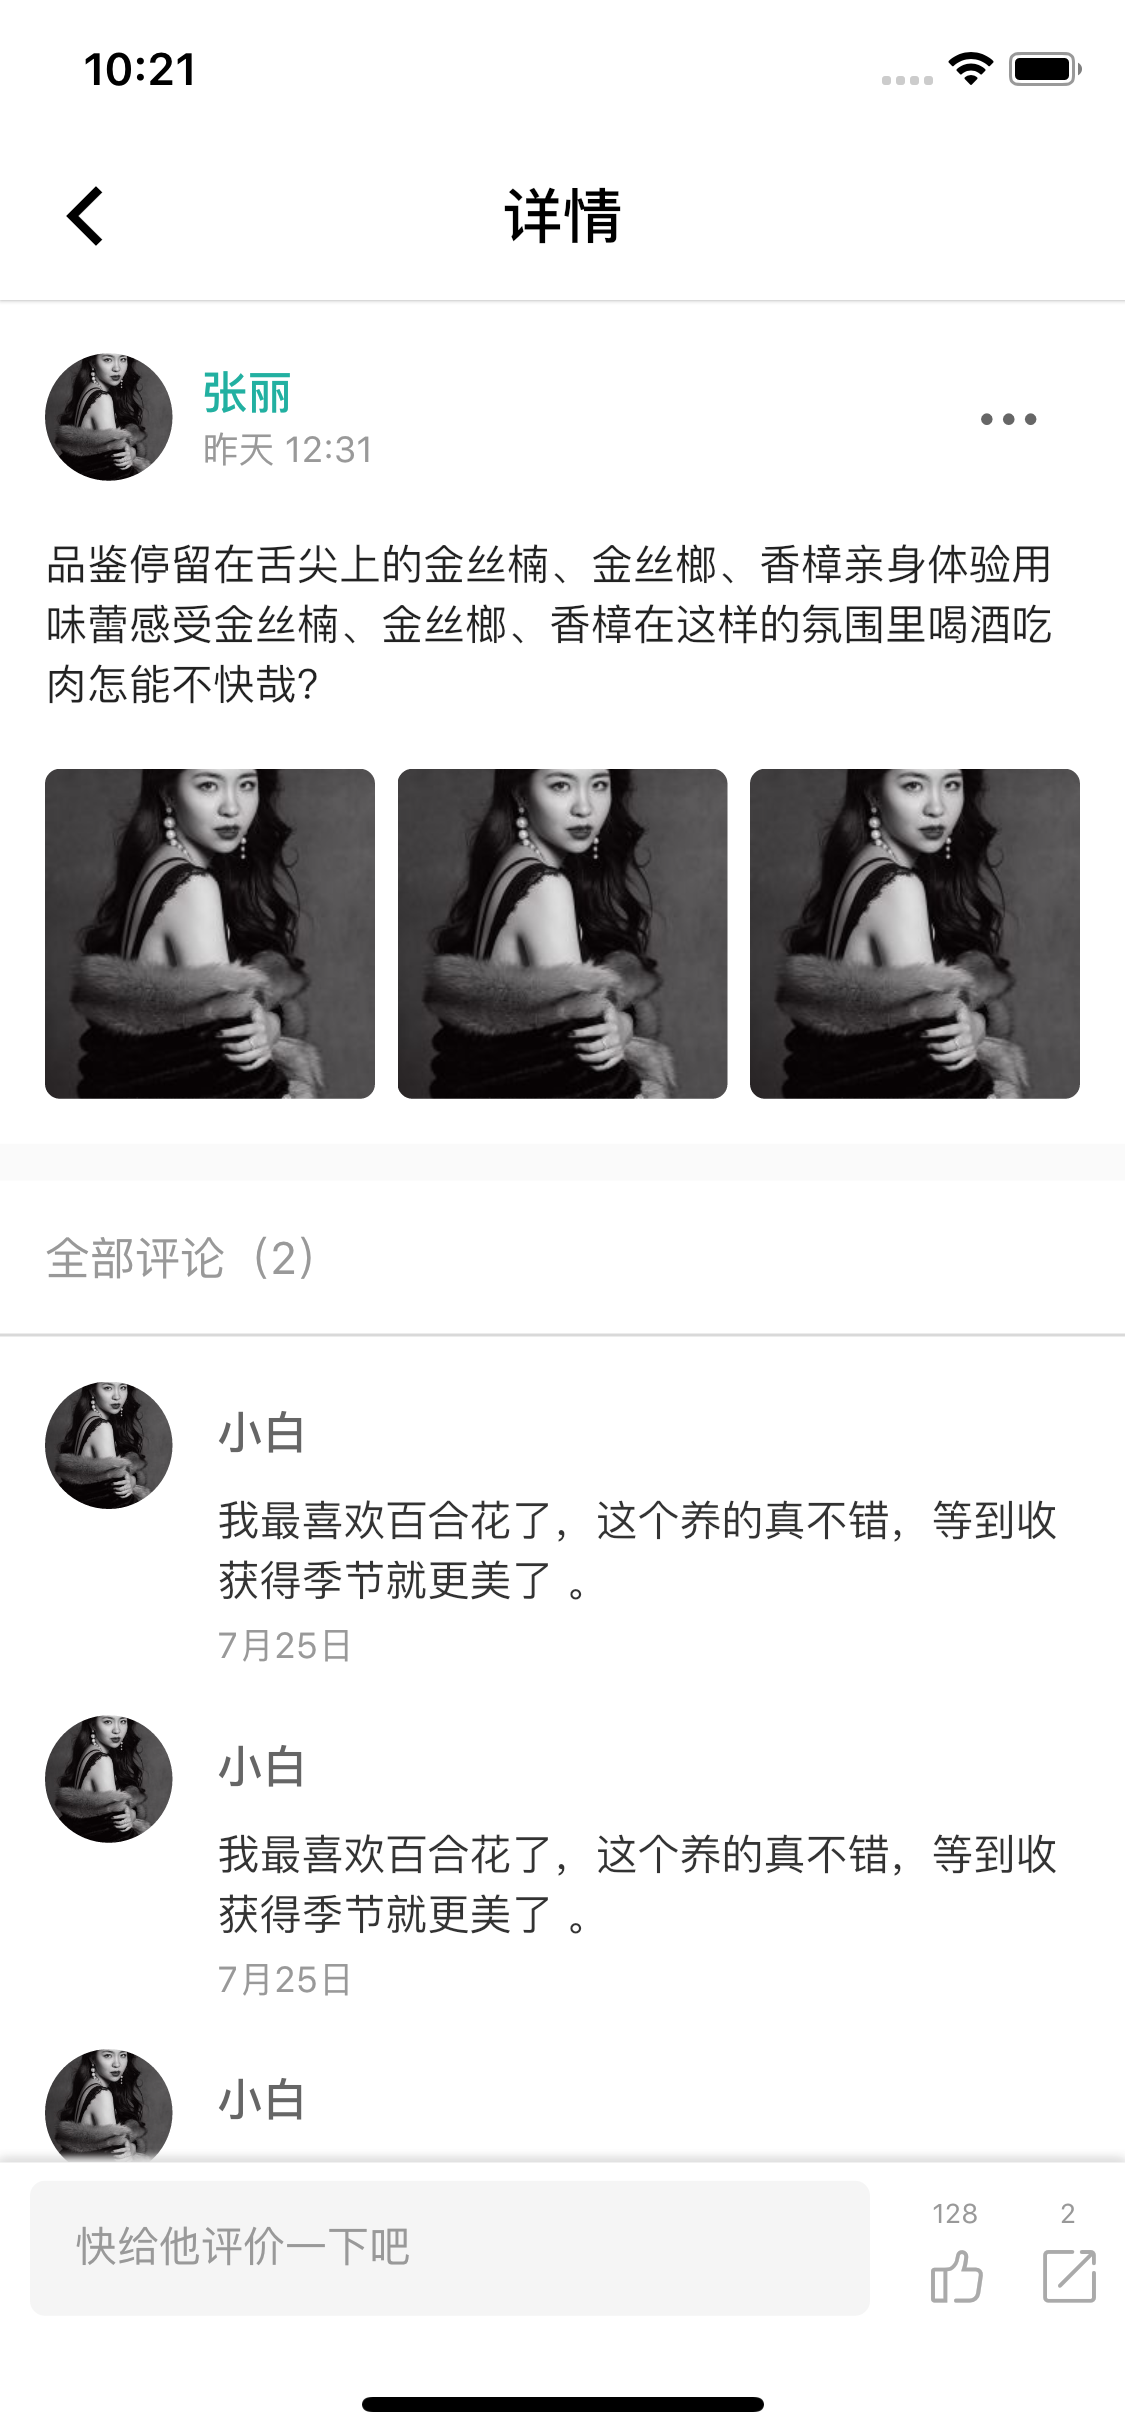 10:21
详情
张丽
昨天 12:31
品鉴停留在舌尖上的金丝楠、金丝榔、香樟亲身体验用
味蕾感受金丝楠、金丝榔、香樟在这样的氛围里喝酒吃
肉怎能不快哉?
全部评论（2）
小白
我最喜欢百合花了，这个养的真不错，等到收
获得季节就更美了 。
7月25日
小白
我最喜欢百合花了，这个养的真不错，等到收
获得季节就更美了 。
7月25日
小白
快给他评价一下吧
128
2